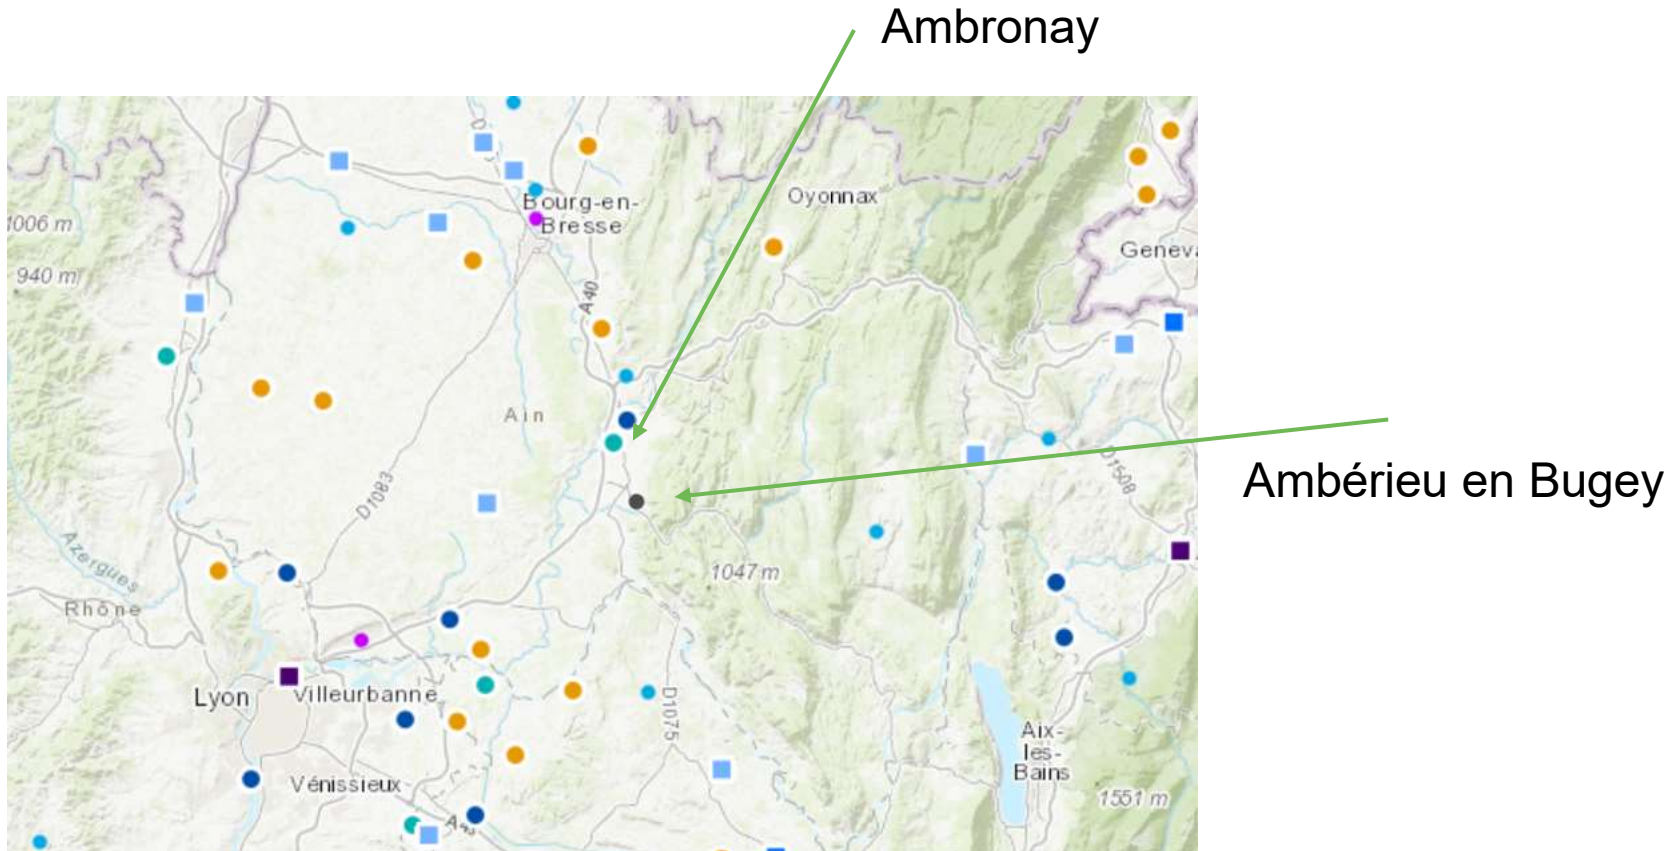 Ambronay
D
Bourg-en-
Bresse
Oyonnax
1006 m
Genev
940 m
A40
Ain
D1083
D1508
Ambérieu en Bugey
Azergues
1047 m
Rhône
Lyon
Villeurbanne
D1075
Aix-
les-
Bains
Vénissieux
1551 m
A43